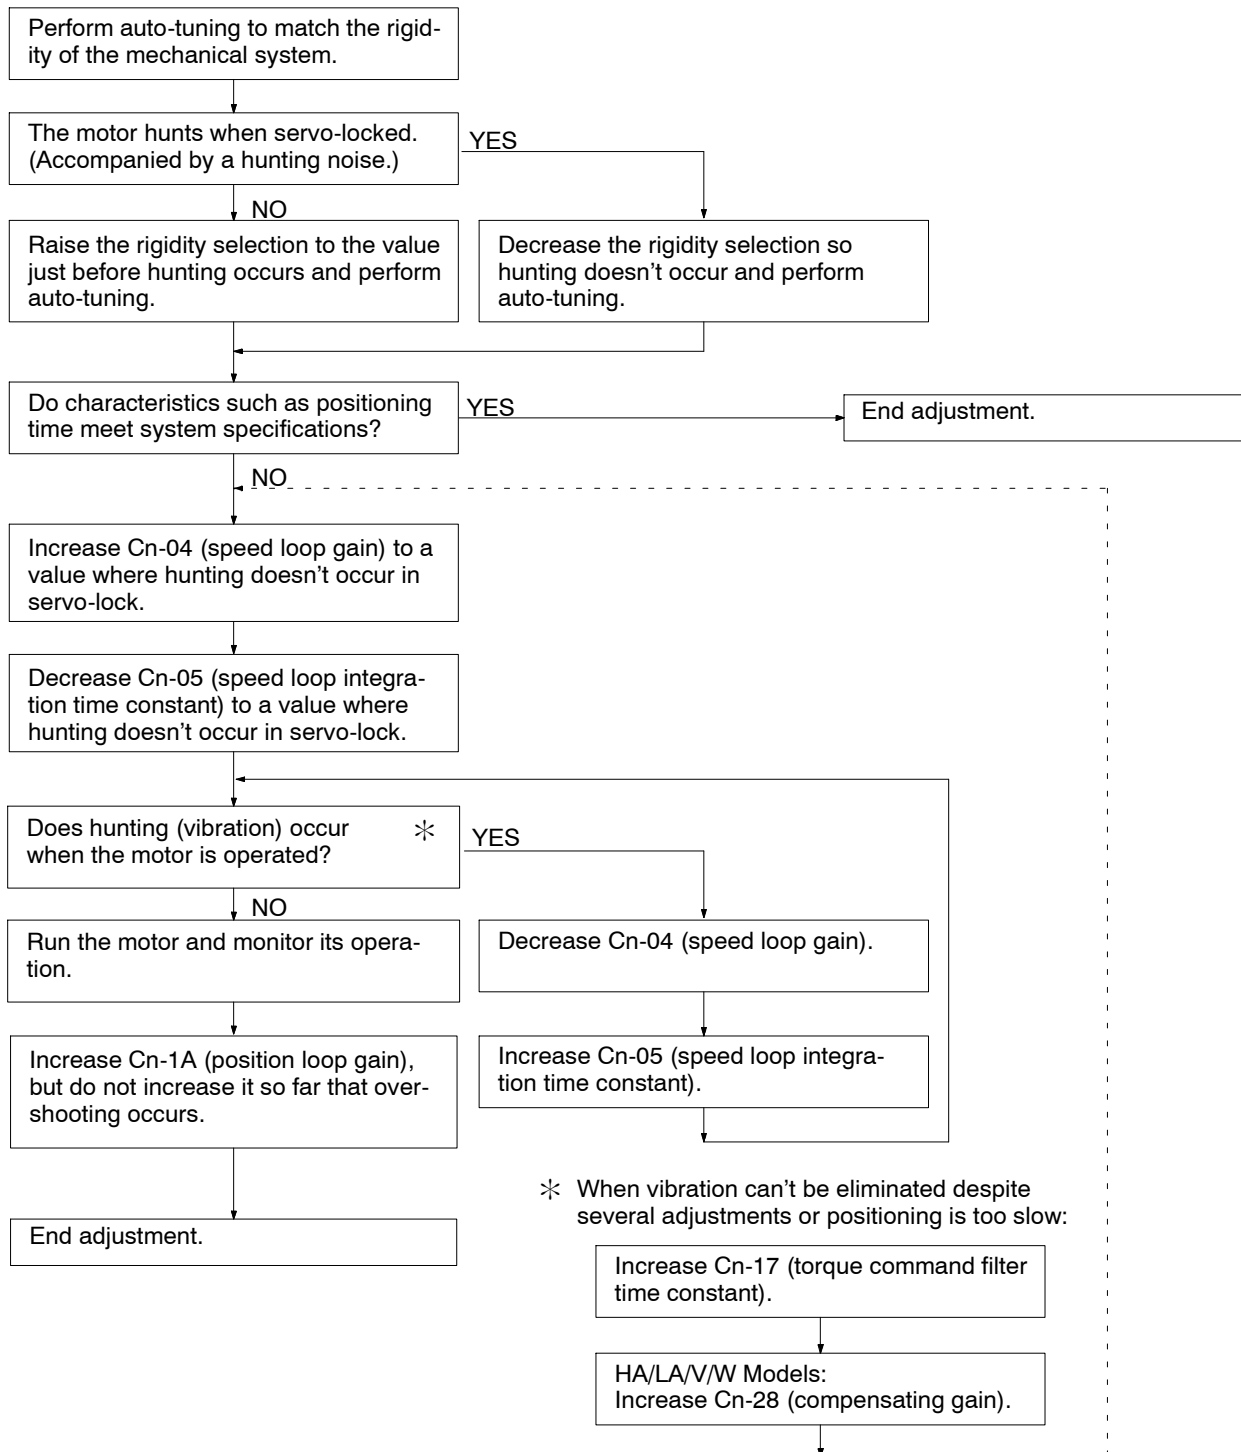 Perform auto-tuning to match the rigid-
ity of the mechanical system.
The motor hunts when servo-locked.
(Accompanied by a hunting noise.)
YES
NO
Raise the rigidity selection to the value
just before hunting occurs and perform
auto-tuning.
Decrease the rigidity selection so
hunting doesn't occur and perform
auto-tuning.
Do characteristics such as positioning
time meet system specifications?
YES
End adjustment.
NO
Increase Cn-04 (speed loop gain) to a
value where hunting doesn't occur in
servo-lock.
Decrease Cn-05 (speed loop integra-
tion time constant) to a value where
hunting doesn't occur in servo-lock.
Does hunting (vibration) occur *
when the motor is operated?
YES
NO
Run the motor and monitor its opera-
tion.
Decrease Cn-04 (speed loop gain).
Increase Cn-1A (position loop gain),
but do not increase it so far that over-
shooting occurs.
Increase Cn-05 (speed loop integra-
tion time constant).
* When vibration can't be eliminated despite
several adjustments or positioning is too slow:
End adjustment.
Increase Cn-17 (torque command filter
time constant).
HA/LA/V/W Models:
Increase Cn-28 (compensating gain).